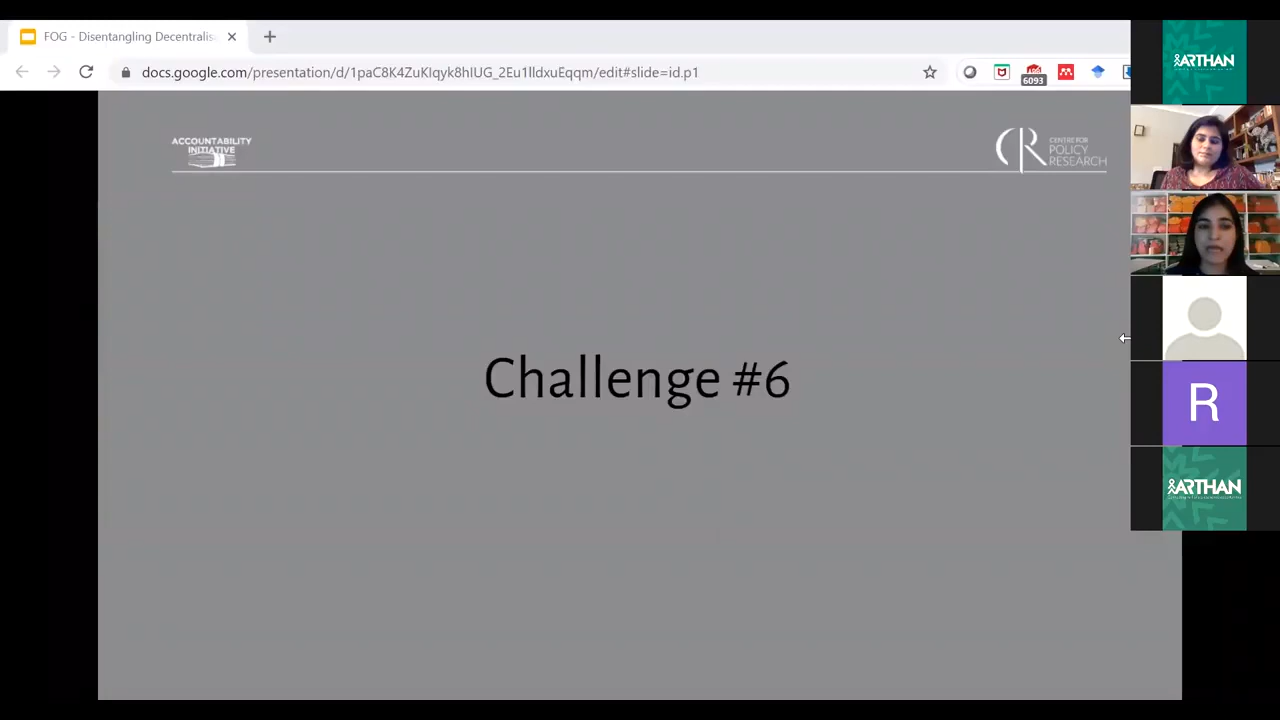 FOG - Disentangling Decentralis
docs.google.com/presentation/d/1paC8K4ZuKIqyk8hlUG_2Eu1lldxuEqqm/edit#slide=id.p1
6093
ARTHAN
ACCOUNTABILITY
INITIATIVE
CENTRE FOR
POLICY
RESEARCH
Challenge #6
R
ARTHAN